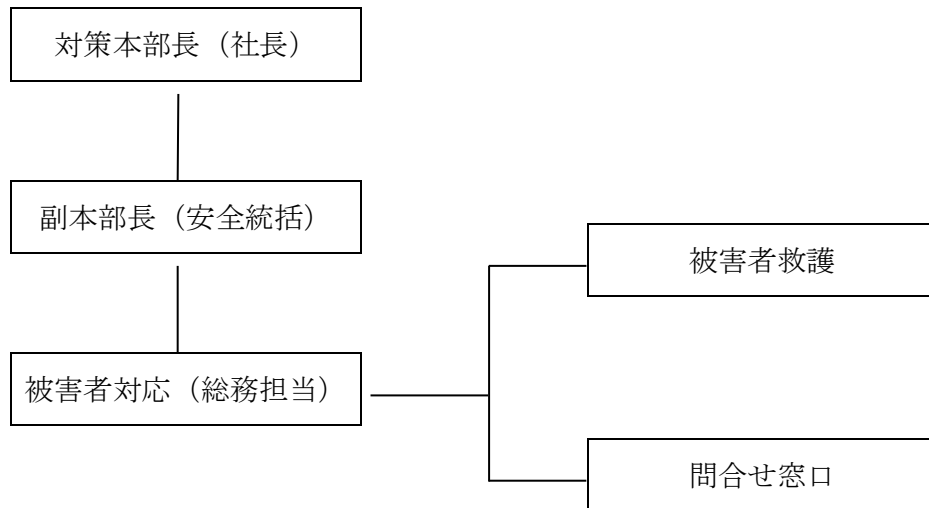 対策本部長（社長）
副本部長（安全統括）
被害者救護
被害者対応（総務担当）
問合せ窓口